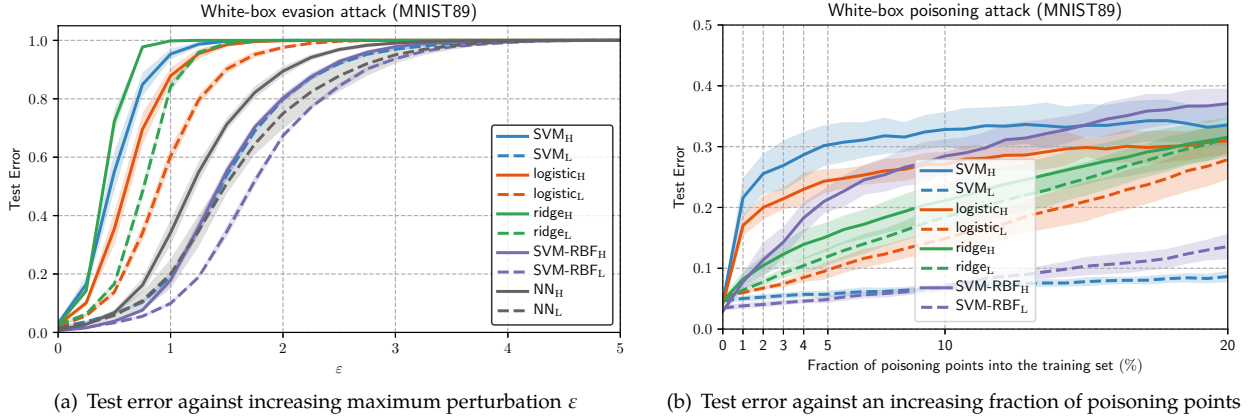 White-box evasion attack (MNIST89)
Test Error
1.0
0.8
0.6
0.4
0.2
0.0
0 1 2 3 4 5
ε
SVM_H
SVM_L
logistic_H
logistic_L
ridge_H
ridge_L
SVM-RBF_H
SVM-RBF_L
NN_H
NN_L
(a) Test error against increasing maximum perturbation ε
White-box poisoning attack (MNIST89)
Test Error
0.5
0.4
0.3
0.2
0.1
0.0
0 1 2 3 4 5 10 20
Fraction of poisoning points into the training set (%)
SVM_H
SVM_L
logistic_H
logistic_L
ridge_H
ridge_L
SVM-RBF_H
SVM-RBF_L
(b) Test error against an increasing fraction of poisoning points